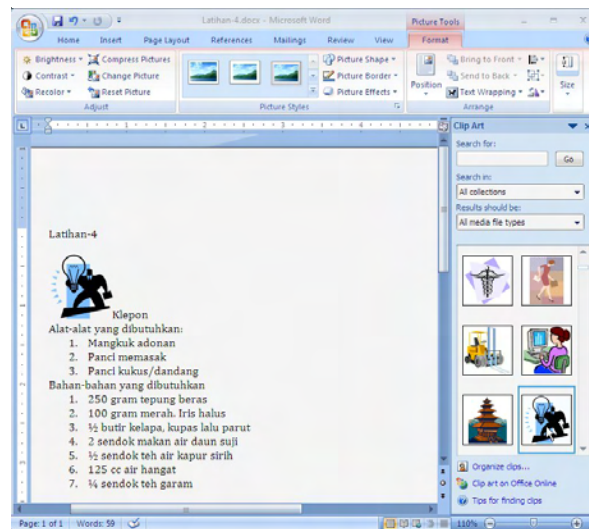 Latihan-4.docx - Microsoft Word
Picture Tools
Home Insert Page Layout References Mailings Review View Format
Brightness Compress Pictures
Contrast Change Picture
Recolor Reset Picture
Adjust
Picture Shape
Picture Border
Picture Effects
Picture Styles
Position
Bring to Front
Send to Back
Text Wrapping
Arrange
Size
Clip Art
Search for:
Go
Search in:
All collections
Results should be:
All media file types
Latihan-4
Klepon
Alat-alat yang dibutuhkan:
1. Mangkuk adonan
2. Panci memasak
3. Panci kukus/dandang
Bahan-bahan yang dibutuhkan
1. 250 gram tepung beras
2. 100 gram merah. Iris halus
3. ½ butir kelapa, kupas lalu parut
4. 2 sendok makan air daun suji
5. ½ sendok teh air kapur sirih
6. 125 cc air hangat
7. ¼ sendok teh garam
Organize clips...
Clip art on Office Online
Tips for finding clips
Page: 1 of 1 Words: 59 110%